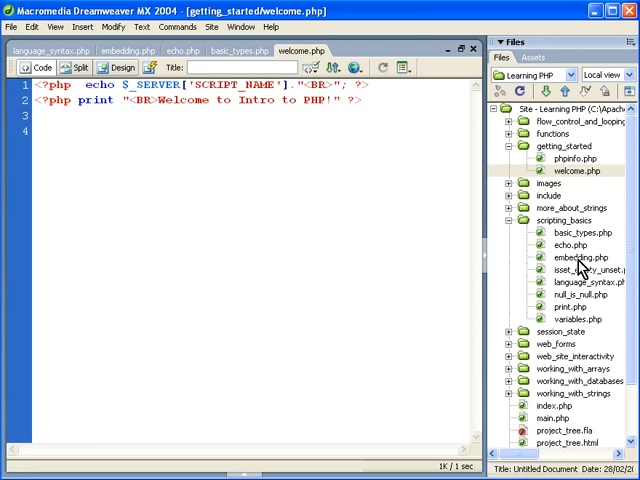 Macromedia Dreamweaver MX 2004 - [getting_started/welcome.php]
File Edit View Insert Modify Text Commands Site Window Help
language_syntax.php embedding.php echo.php basic_types.php welcome.php
Code Split Design Title:
1 <?php echo $_SERVER['SCRIPT_NAME']."<BR>"; ?>
2 <?php print "<BR>Welcome to Intro to PHP!" ?>
3
4
1K / 1 sec
Files
Files Assets
Learning PHP Local view
Site - Learning PHP (C:\Apache
flow_control_and_looping
functions
getting_started
phpinfo.php
welcome.php
images
include
more_about_strings
scripting_basics
basic_types.php
echo.php
embedding.php
language_syntax.ph
null_is_null.php
print.php
variables.php
session_state
web_forms
web_site_interactivity
working_with_arrays
working_with_databases
working_with_strings
index.php
main.php
project_tree.fla
project_tree.html
Title: Untitled Document Date: 28/02/20